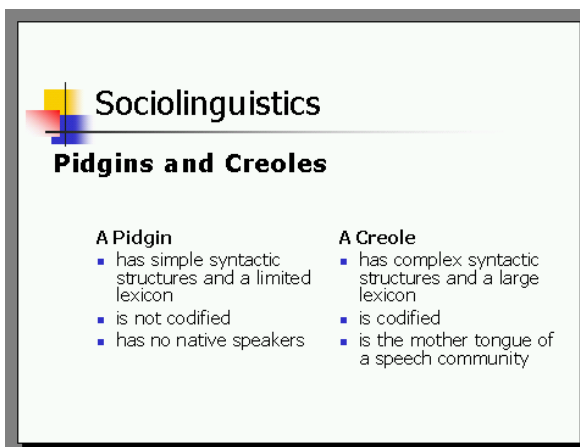 Sociolinguistics
Pidgins and Creoles
A Pidgin
has simple syntactic
structures and a limited
lexicon
is not codified
has no native speakers
A Creole
has complex syntactic
structures and a large
lexicon
is codified
is the mother tongue of
a speech community